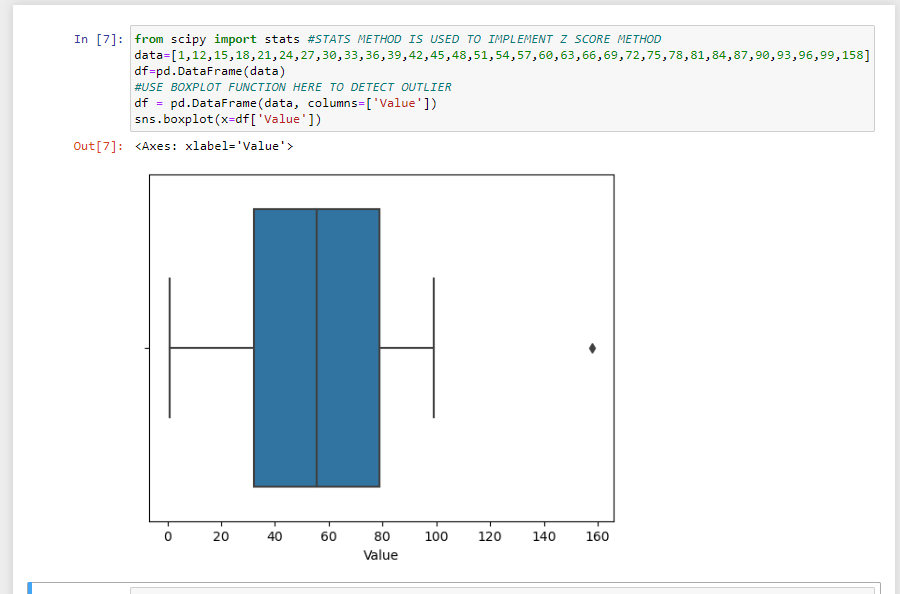 In [7]: from scipy import stats #STATS METHOD IS USED TO IMPLEMENT Z SCORE METHOD
data=[1,12,15,18,21,24,27,30,33,36,39,42,45,48,51,54,57,60,63,66,69,72,75,78,81,84,87,90,93,96,99,158]
df=pd.DataFrame(data)
#USE BOXPLOT FUNCTION HERE TO DETECT OUTLIER
df = pd.DataFrame(data, columns=['Value'])
sns.boxplot(x=df['Value'])
Out[7]: <Axes: xlabel='Value'>
0 20 40 60 80 100 120 140 160
Value